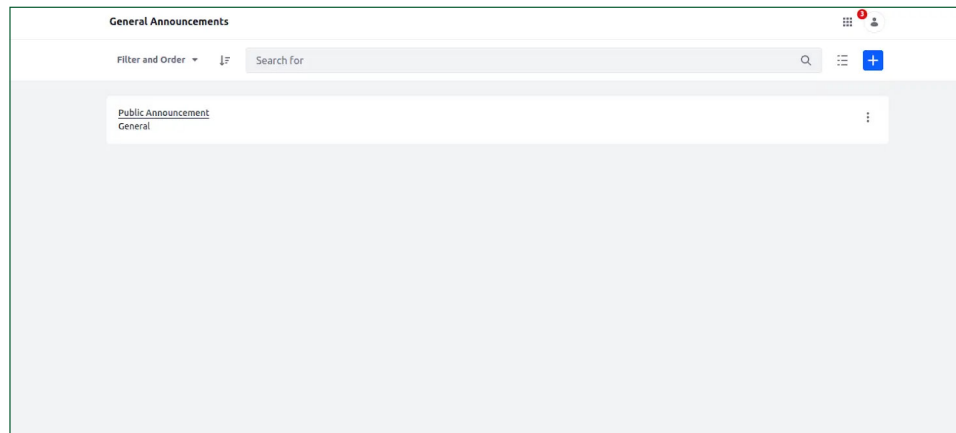 General Announcements
3
Filter and Order
Search for
Public Announcement
General